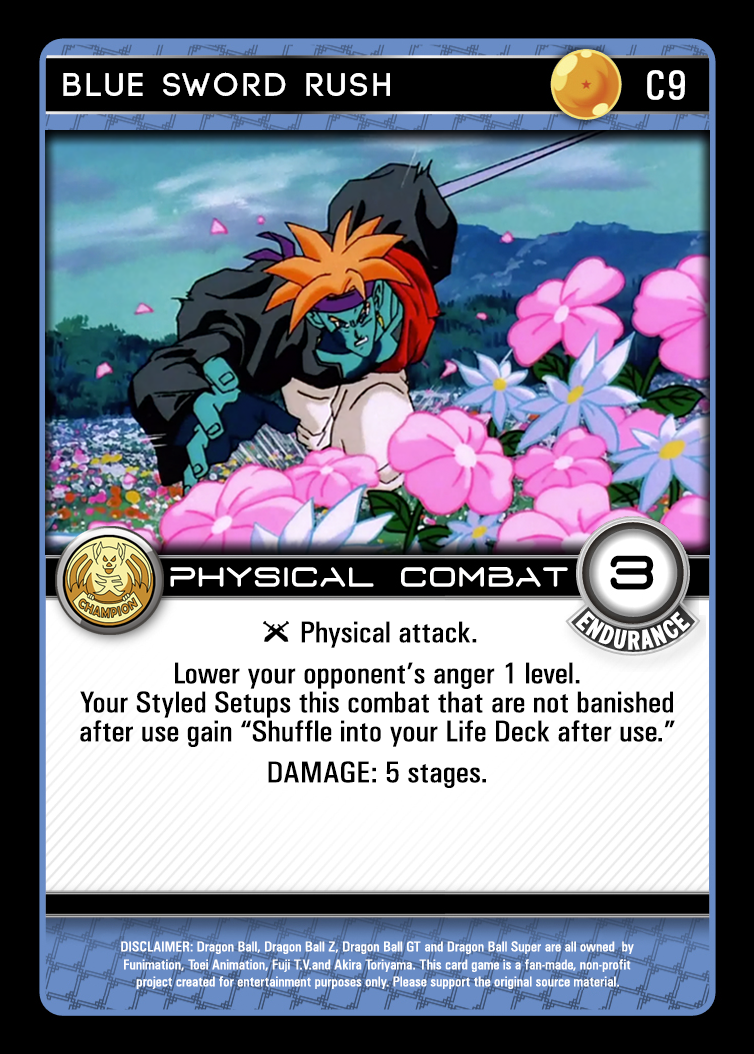 BLUE SWORD RUSH C9
CHAMPION PHYSICAL COMBAT 3
ENDURANCE
Physical attack.
Lower your opponent’s anger 1 level.
Your Styled Setups this combat that are not banished
after use gain “Shuffle into your Life Deck after use.”
DAMAGE: 5 stages.
DISCLAIMER: Dragon Ball, Dragon Ball Z, Dragon Ball GT and Dragon Ball Super are all owned by
Funimation, Toei Animation, Fuji T.V.and Akira Toriyama. This card game is a fan-made, non-profit
project created for entertainment purposes only. Please support the original source material.